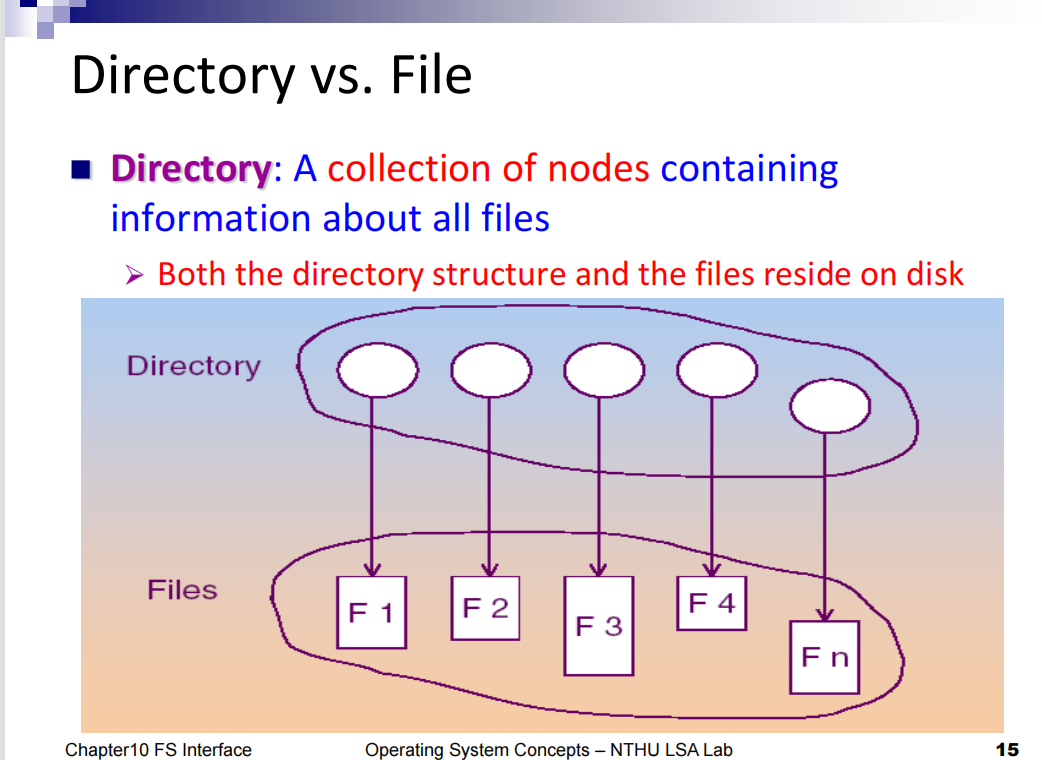 Directory vs. File
Directory: A collection of nodes containing
information about all files
Both the directory structure and the files reside on disk
Directory
Files
F 1
F 2
F 3
F 4
F n
Chapter10 FS Interface
Operating System Concepts – NTHU LSA Lab
15